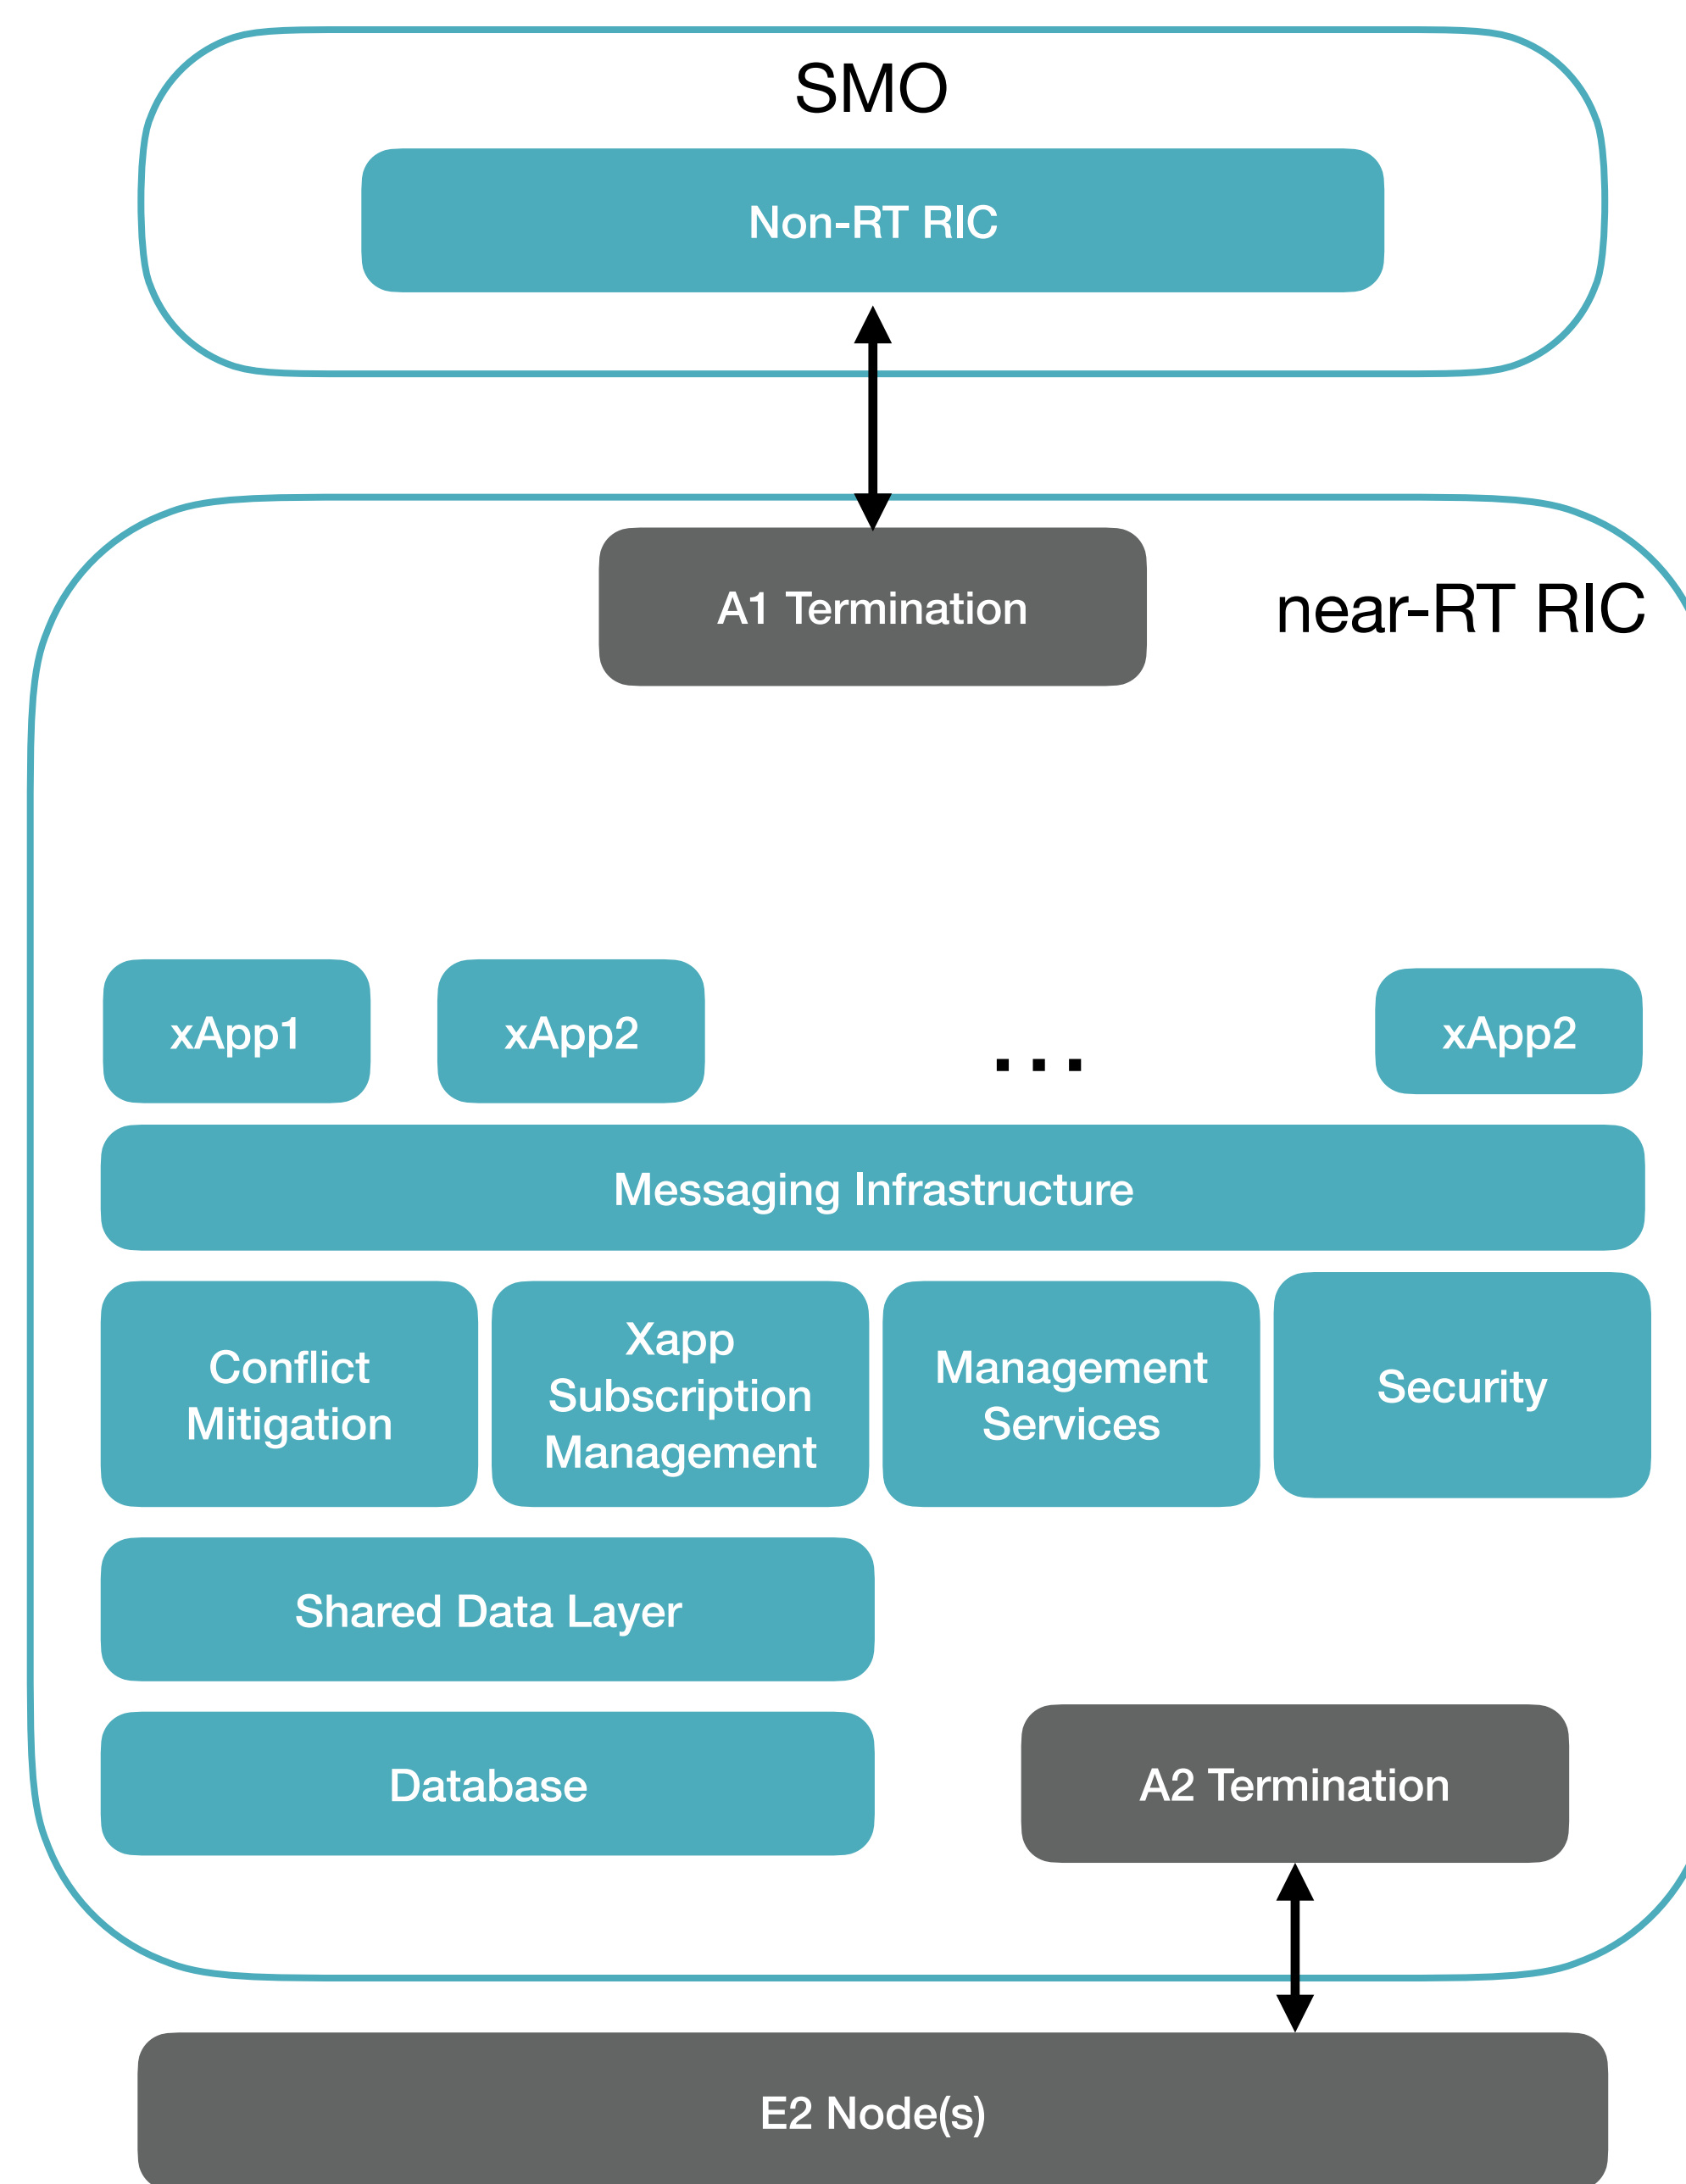 SMO
Non-RT RIC
A1 Termination
near-RT RIC
xApp1
xApp2
...
xApp2
Messaging Infrastructure
Conflict
Mitigation
Xapp
Subscription
Management
Management
Services
Security
Shared Data Layer
Database
A2 Termination
E2 Node(s)